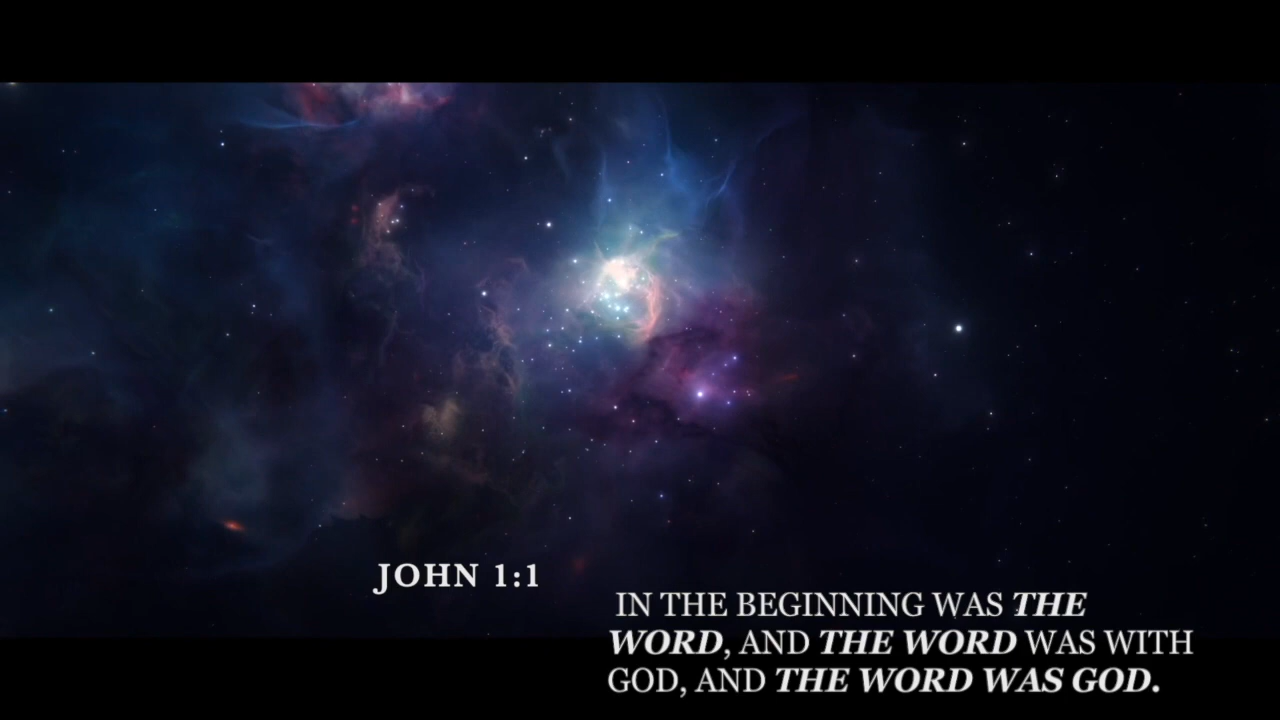 JOHN 1:1
IN THE BEGINNING WAS THE
WORD, AND THE WORD WAS WITH
GOD, AND THE WORD WAS GOD.